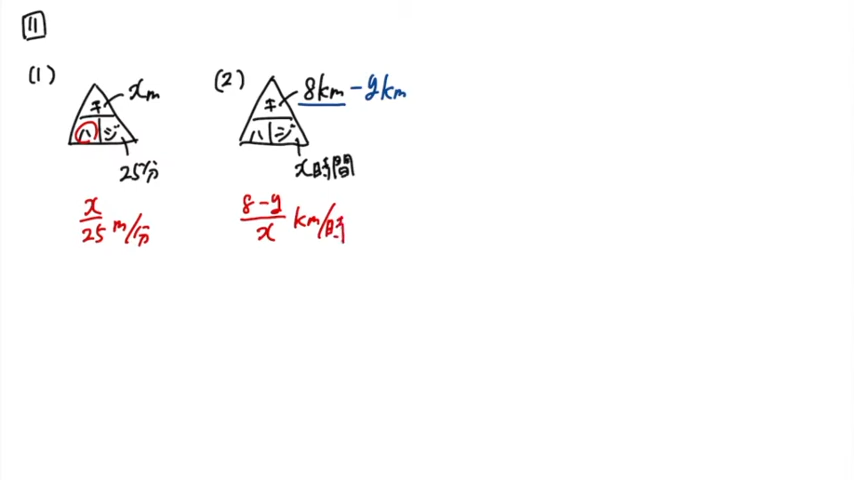 11
(1)
キ
xm
ハ
ジ
25分
x/25 m/分
(2)
キ
8km-ykm
ハ
ジ
x時間
8-y/x km/時